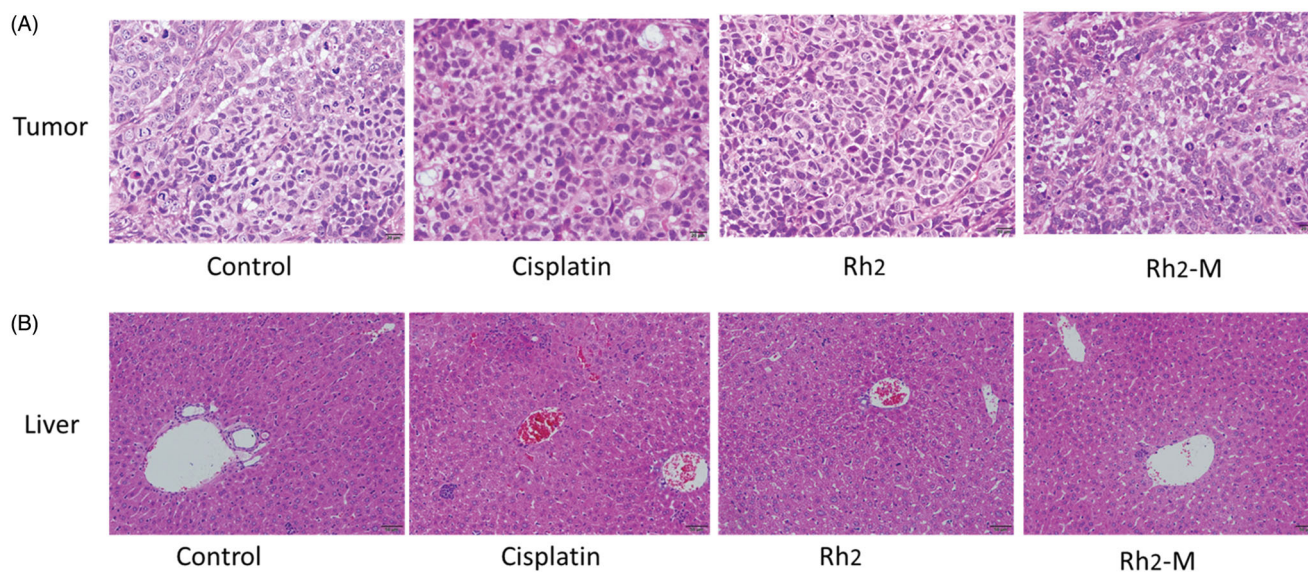 (A)
Tumor
Control Cisplatin Rh2 Rh2-M
(B)
Liver
Control Cisplatin Rh2 Rh2-M